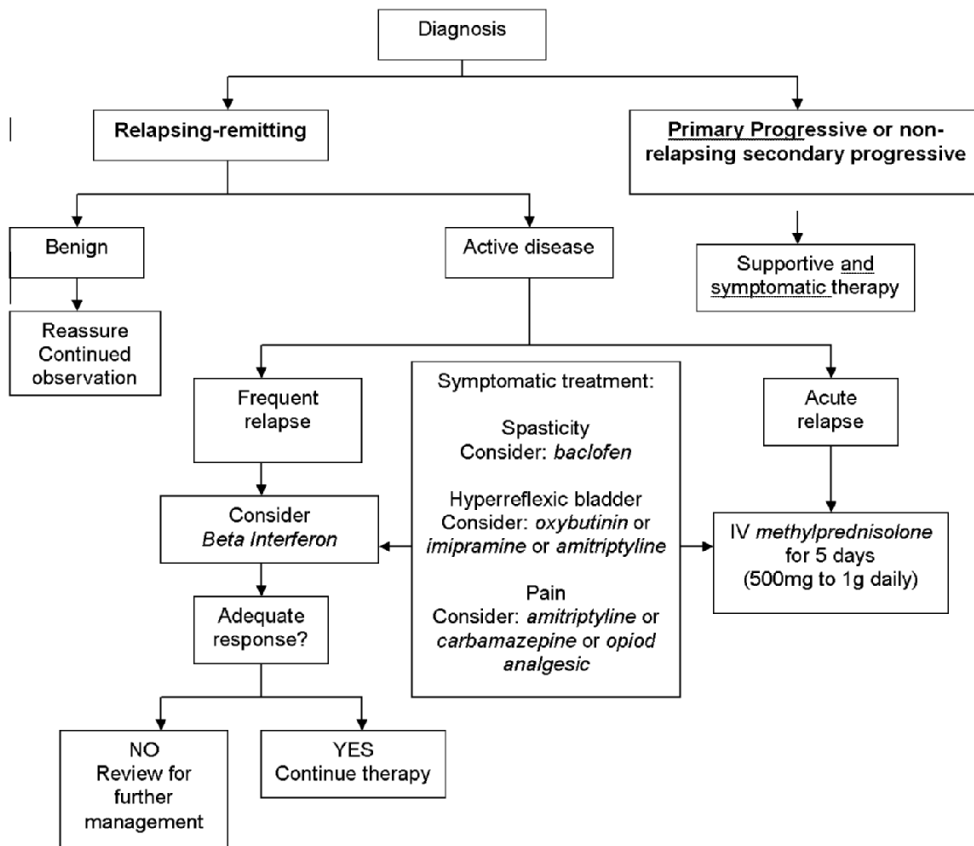 Diagnosis
Relapsing-remitting
Primary Progressive or non-
relapsing secondary progressive
Benign
Active disease
Supportive and
symptomatic therapy
Reassure
Continued
observation
Frequent
relapse
Symptomatic treatment:
Spasticity
Consider: baclofen
Hyperreflexic bladder
Consider: oxybutinin or
imipramine or amitriptyline
Pain
Consider: amitriptyline or
carbamazepine or opiod
analgesic
Acute
relapse
Consider
Beta Interferon
IV methylprednisolone
for 5 days
(500mg to 1g daily)
Adequate
response?
NO
Review for
further
management
YES
Continue therapy